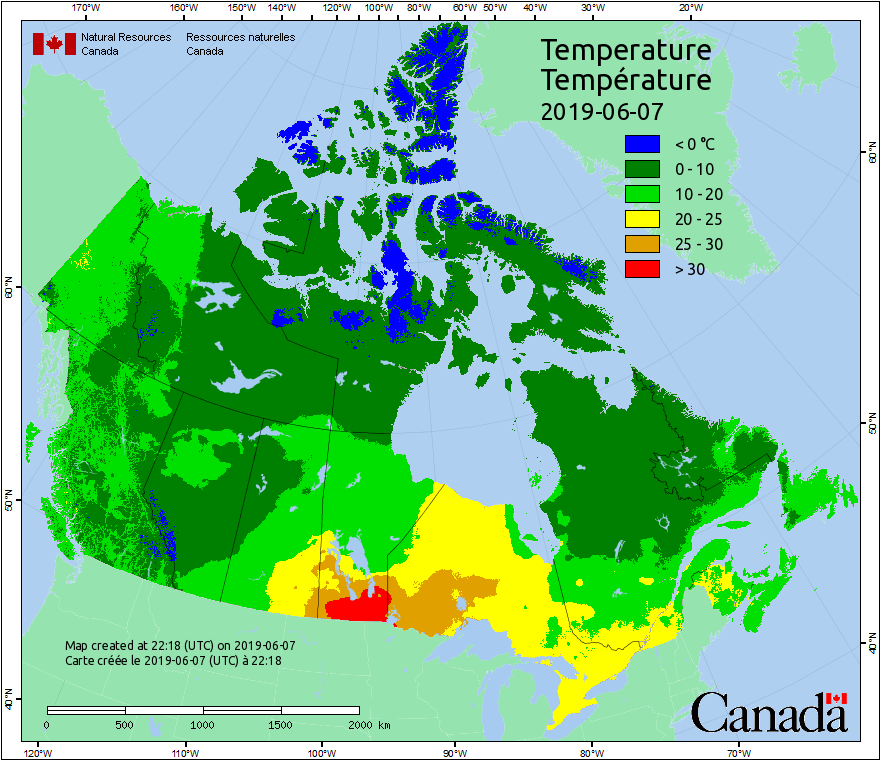 170°W 160°W 150°W 140°W 120°W 110°W 100°W 80°W 60°W 50°W 40°W 30°W 20°W
Natural Resources Ressources naturelles
Canada Canada
Temperature
Température
2019-06-07
< 0 °C
0 - 10
10 - 20
20 - 25
25 - 30
> 30
60°N
60°N
50°N
50°N
40°N
40°N
Map created at 22:18 (UTC) on 2019-06-07
Carte créée le 2019-06-07 (UTC) à 22:18
0 500 1000 1500 2000 km
Canada
120°W 110°W 100°W 90°W 80°W 70°W